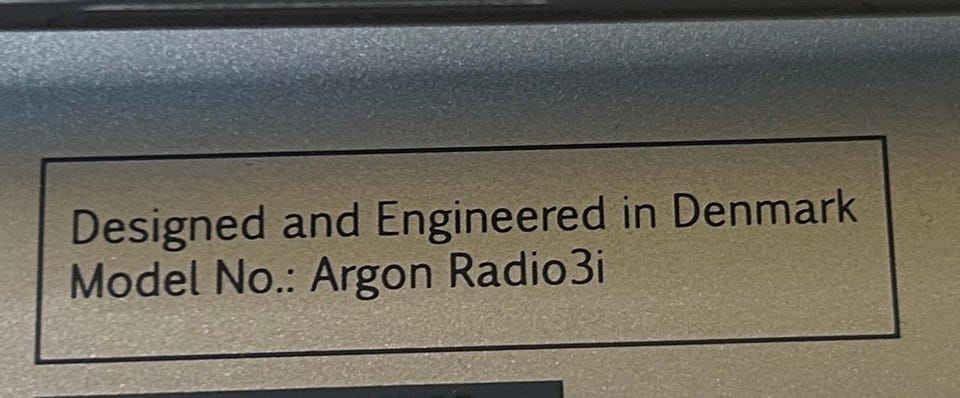 Designed and Engineered in Denmark
Model No.: Argon Radio3i